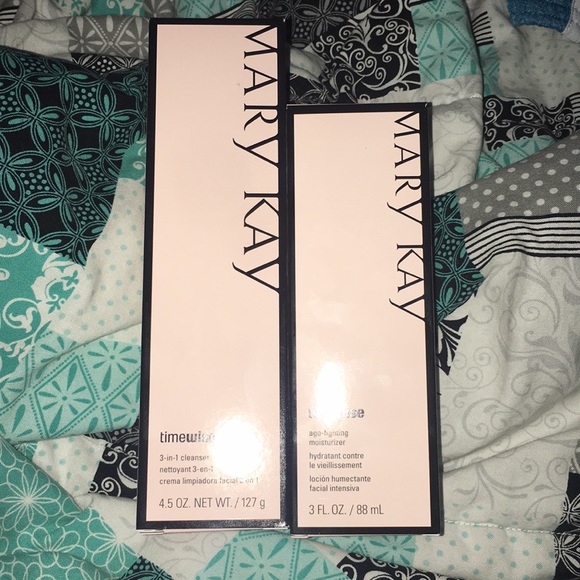 MARY KAY
timewise
3-in-1 cleanser
nettoyant 3-en-1
crema limpiadora facial 3 en 1
4.5 OZ. NET WT. / 127 g
MARY KAY
age-fighting
moisturizer
hydratant contre
le vieillissement
loción humectante
facial intensiva
3 FL. OZ. / 88 mL